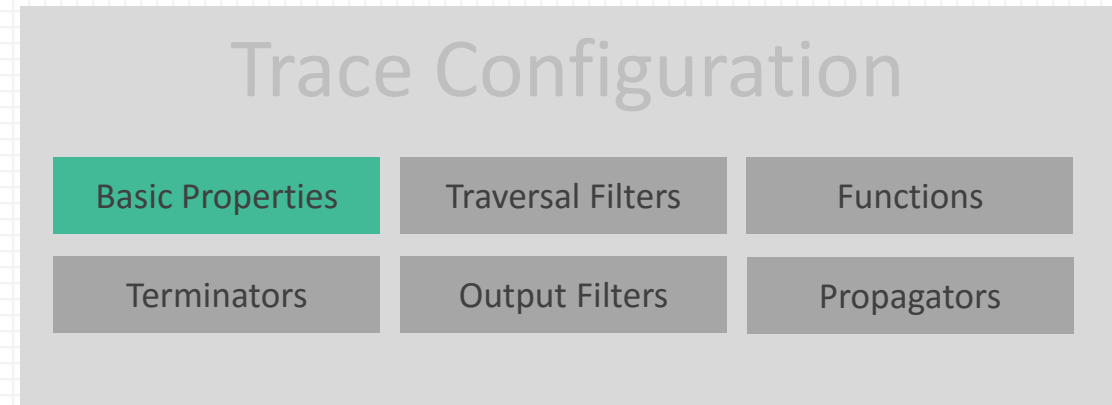 Trace Configuration
Basic Properties
Traversal Filters
Functions
Terminators
Output Filters
Propagators